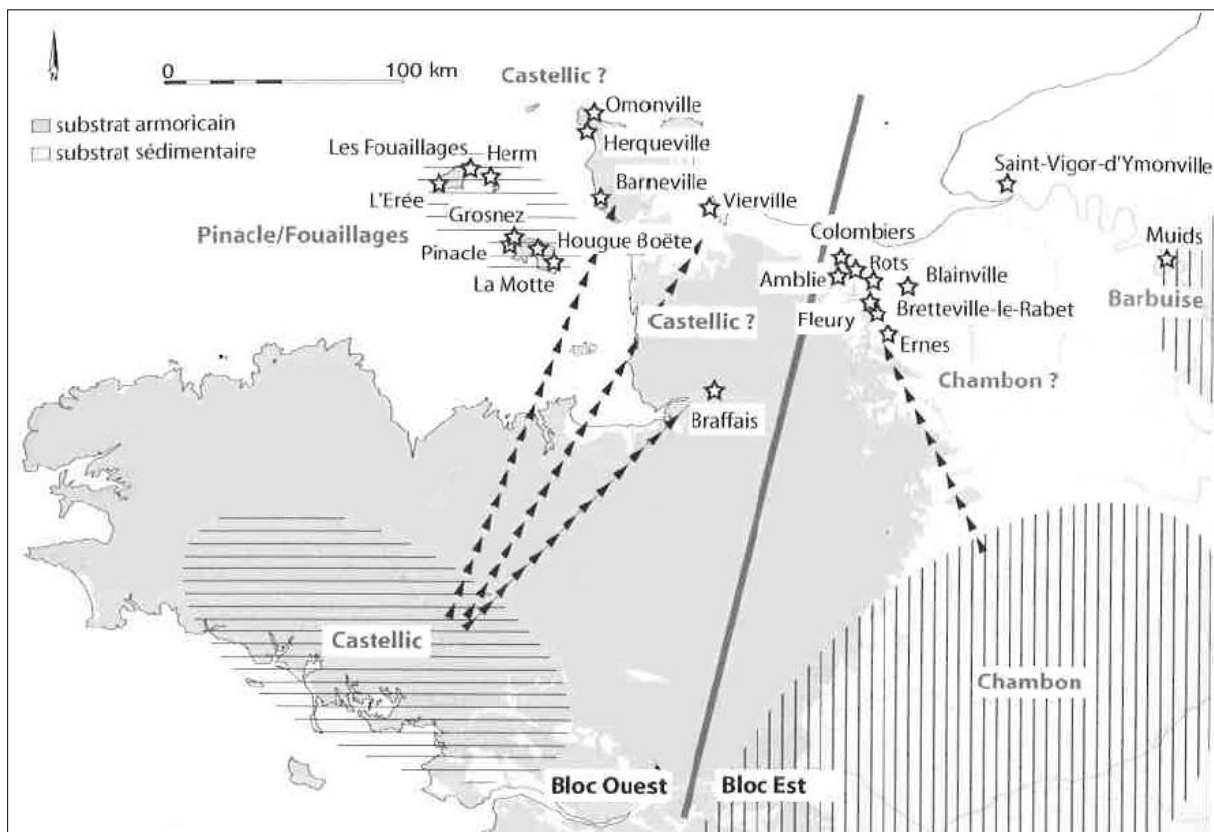 N
0 100 km
Castellic ?
substrat armoricain
substrat sédimentaire
Omonville
Herqueville
Les Fouaillages
Herm
L'Erée
Barneville
Vierville
Saint-Vigor-d'Ymonville
Grosnez
Pinacle/Fouaillages
Pinacle
Hougue Boëte
La Motte
Colombiers
Rots
Amblie
Blainville
Muids
Barbuise
Fleury
Bretteville-le-Rabet
Castellic ?
Ernes
Chambon ?
Braffais
Castellic
Chambon
Bloc Ouest
Bloc Est